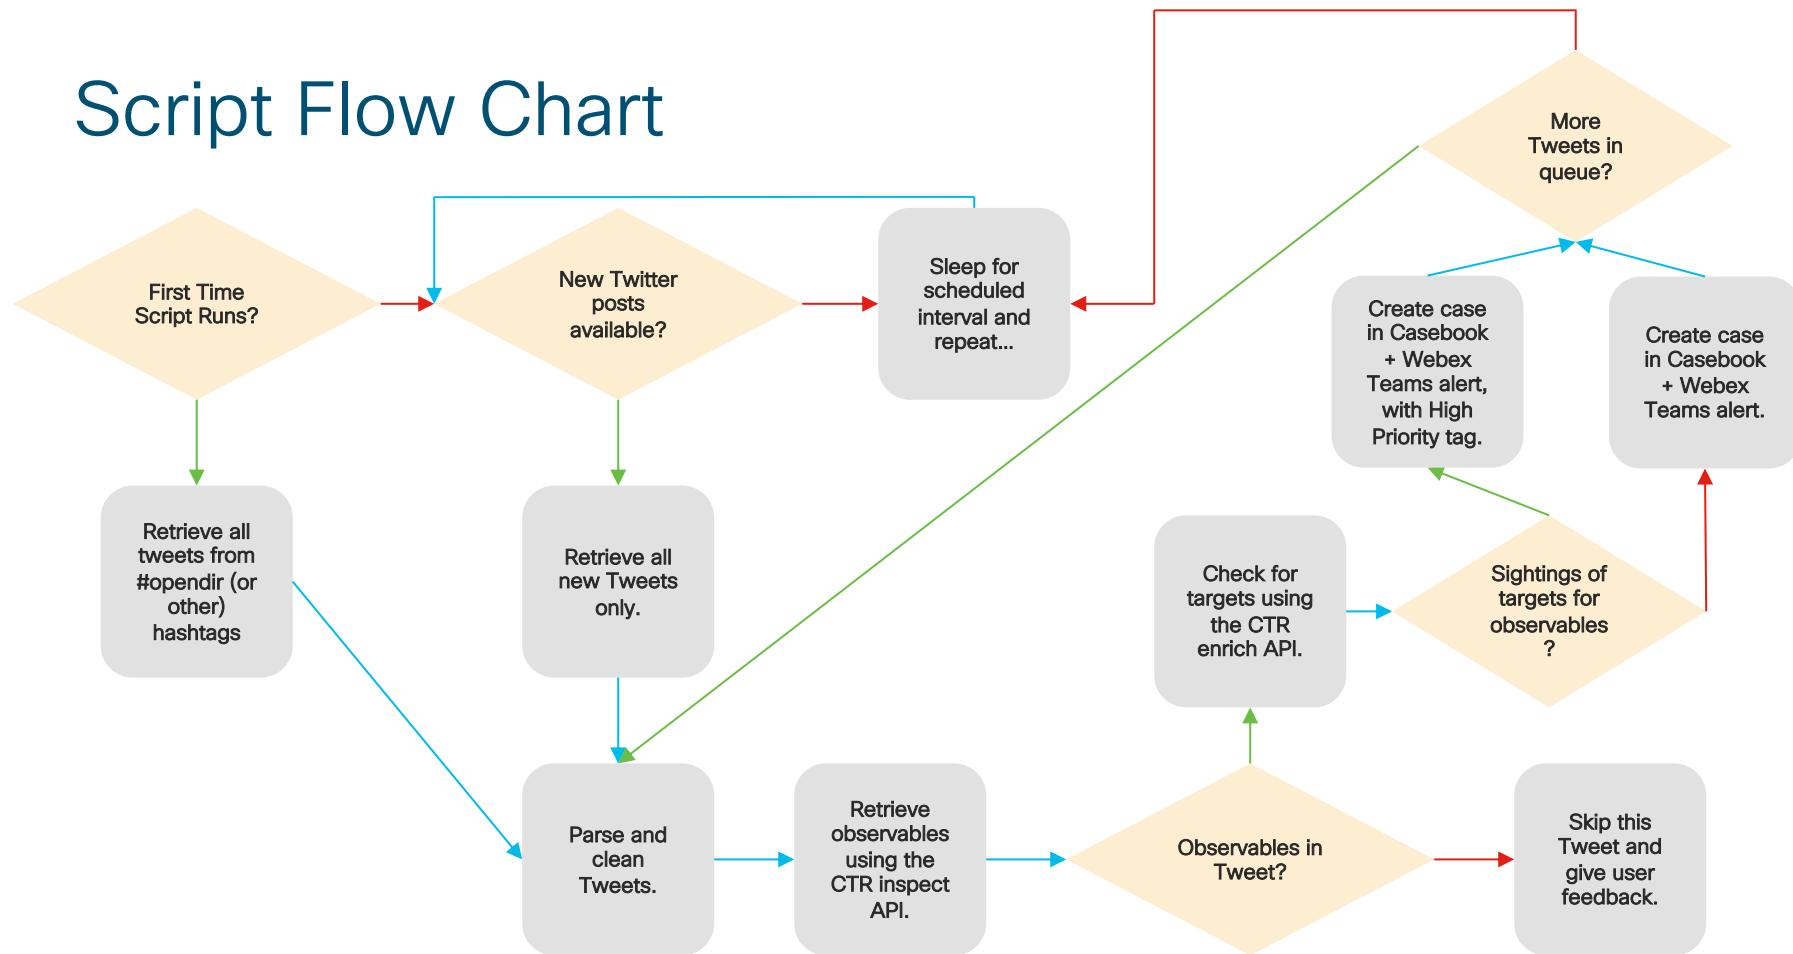 Script Flow Chart
More
Tweets in
queue?
First Time
Script Runs?
New Twitter
posts
available?
Sleep for
scheduled
interval and
repeat...
Create case
in Casebook
+ Webex
Teams alert,
with High
Priority tag.
Create case
in Casebook
+ Webex
Teams alert.
Retrieve all
tweets from
#opendir (or
other)
hashtags
Retrieve all
new Tweets
only.
Check for
targets using
the CTR
enrich API.
Sightings of
targets for
observables
?
Parse and
clean
Tweets.
Retrieve
observables
using the
CTR inspect
API.
Observables in
Tweet?
Skip this
Tweet and
give user
feedback.